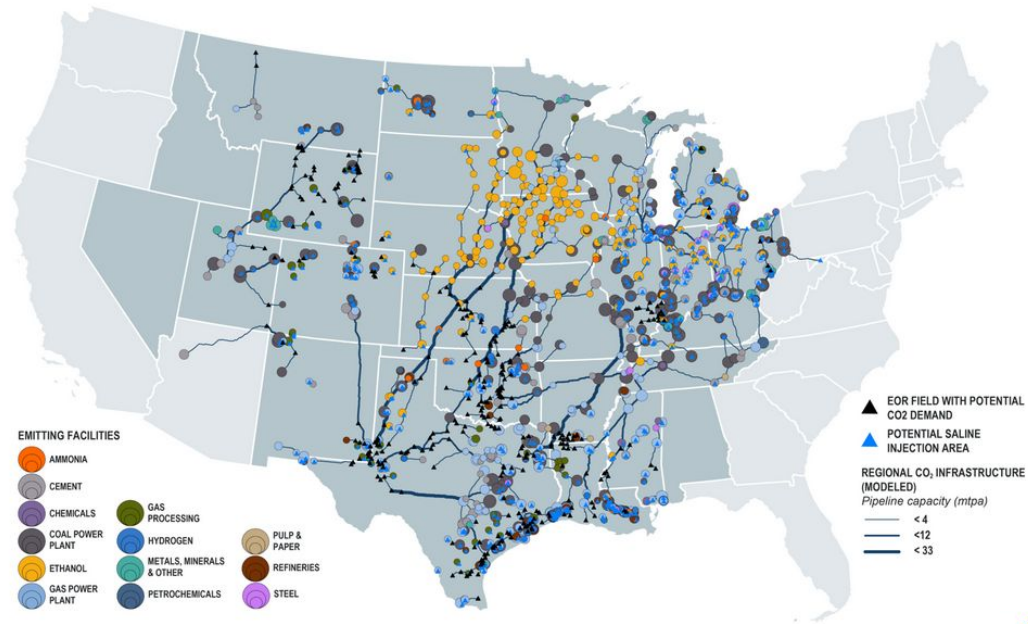 EMITTING FACILITIES
AMMONIA
CEMENT
CHEMICALS
COAL POWER
PLANT
ETHANOL
GAS POWER
PLANT
GAS
PROCESSING
HYDROGEN
METALS, MINERALS
& OTHER
PETROCHEMICALS
PULP &
PAPER
REFINERIES
STEEL
EOR FIELD WITH POTENTIAL
CO2 DEMAND
POTENTIAL SALINE
INJECTION AREA
REGIONAL CO₂ INFRASTRUCTURE
(MODELED)
Pipeline capacity (mtpa)
< 4
<12
< 33